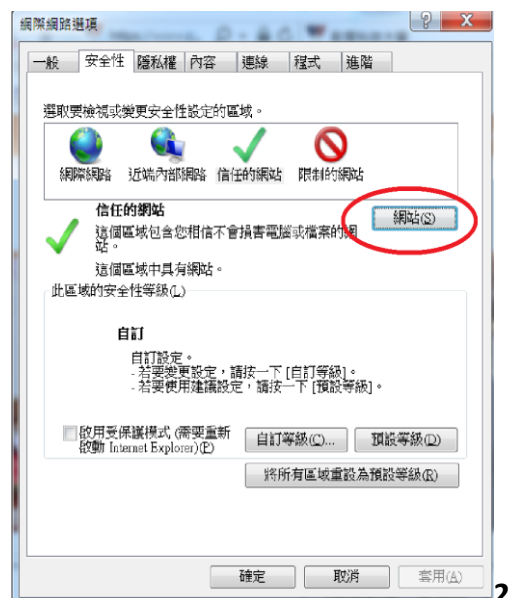 網際網路選項
一般 安全性 隱私權 內容 連線 程式 進階
選取要檢視或變更安全性設定的區域。
網際網路 近端內部網路 信任的網站 限制的網站
信任的網站
網站(S)
這個區域包含您相信不會損害電腦或檔案的網
站。
這個區域中具有網站。
此區域的安全性等級(L)
自訂
自訂設定。
- 若要變更設定，請按一下 [自訂等級]。
- 若要使用建議設定，請按一下 [預設等級]。
啟用受保護模式 (需要重新
啟動 Internet Explorer)(P)
自訂等級(C)... 預設等級(D)
將所有區域重設為預設等級(R)
確定 取消 套用(A)
2